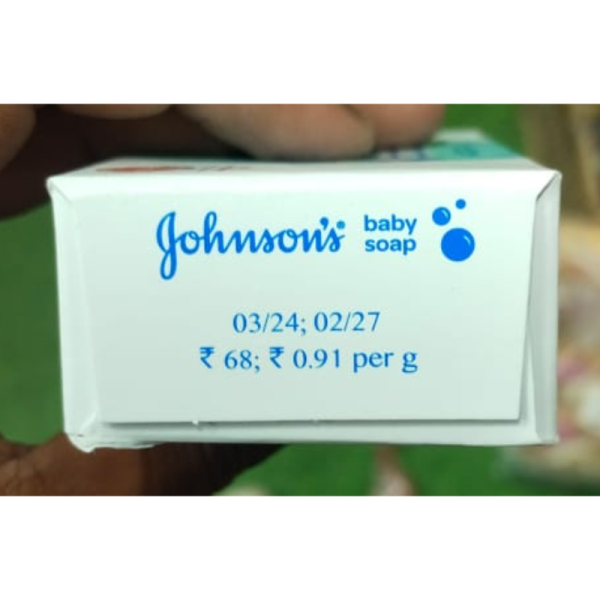 Johnson's® baby soap
03/24; 02/27
₹ 68; ₹ 0.91 per g